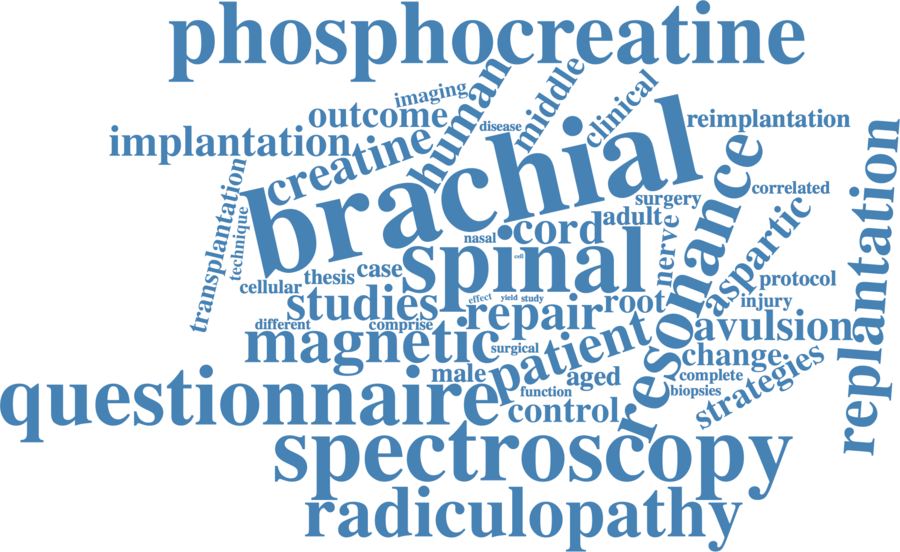 phosphocreatine
imaging
human
middle
clinical
outcome
disease
reimplantation
implantation
creatine
brachial
resonance
replantation
transplantation
technique
surgery
correlated
adult
nasal
cord
nerve
aspartic
spinal
cell
case
thesis
cellular
protocol
studies
effect
yield
study
root
injury
repair
different
comprise
avulsion
magnetic
surgical
patient
change
strategies
male
aged
complete
questionnaire
function
biopsies
control
spectroscopy
radiculopathy